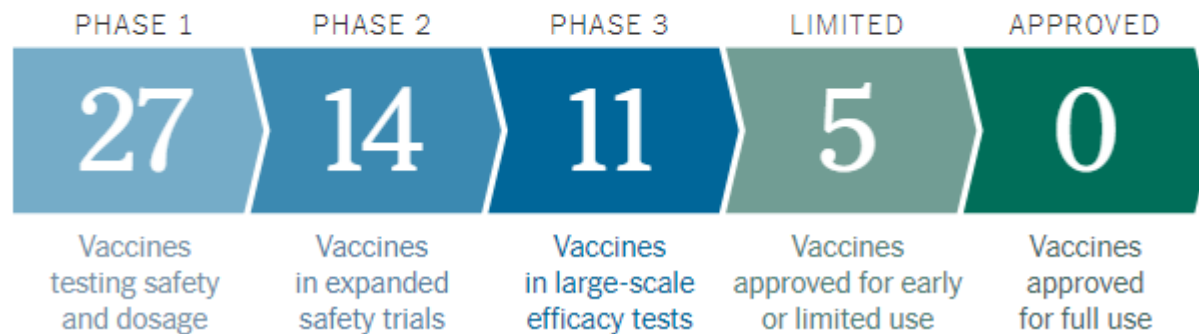 PHASE 1
PHASE 2
PHASE 3
LIMITED
APPROVED
27
14
11
5
0
Vaccines
testing safety
and dosage
Vaccines
in expanded
safety trials
Vaccines
in large-scale
efficacy tests
Vaccines
approved for early
or limited use
Vaccines
approved
for full use